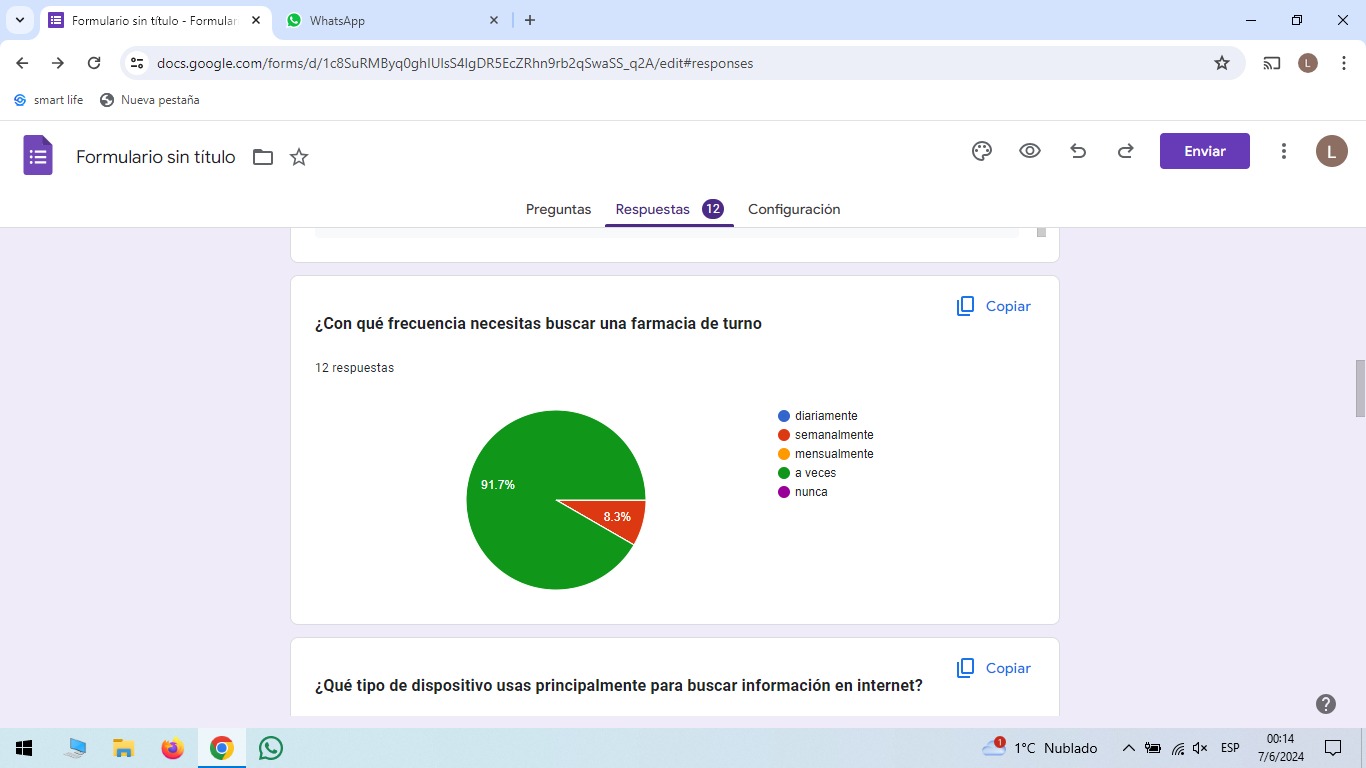 Formulario sin título - Formular
WhatsApp
docs.google.com/forms/d/1c8SuRMByq0ghIUIsS4IgDR5EcZRhn9rb2qSwaSS_q2A/edit#responses
L
smart life
Nueva pestaña
Formulario sin título
Enviar
L
Preguntas
Respuestas 12
Configuración
Copiar
¿Con qué frecuencia necesitas buscar una farmacia de turno
12 respuestas
91.7%
8.3%
diariamente
semanalmente
mensualmente
a veces
nunca
Copiar
¿Qué tipo de dispositivo usas principalmente para buscar información en internet?
1
1°C Nublado
ESP
00:14
7/6/2024